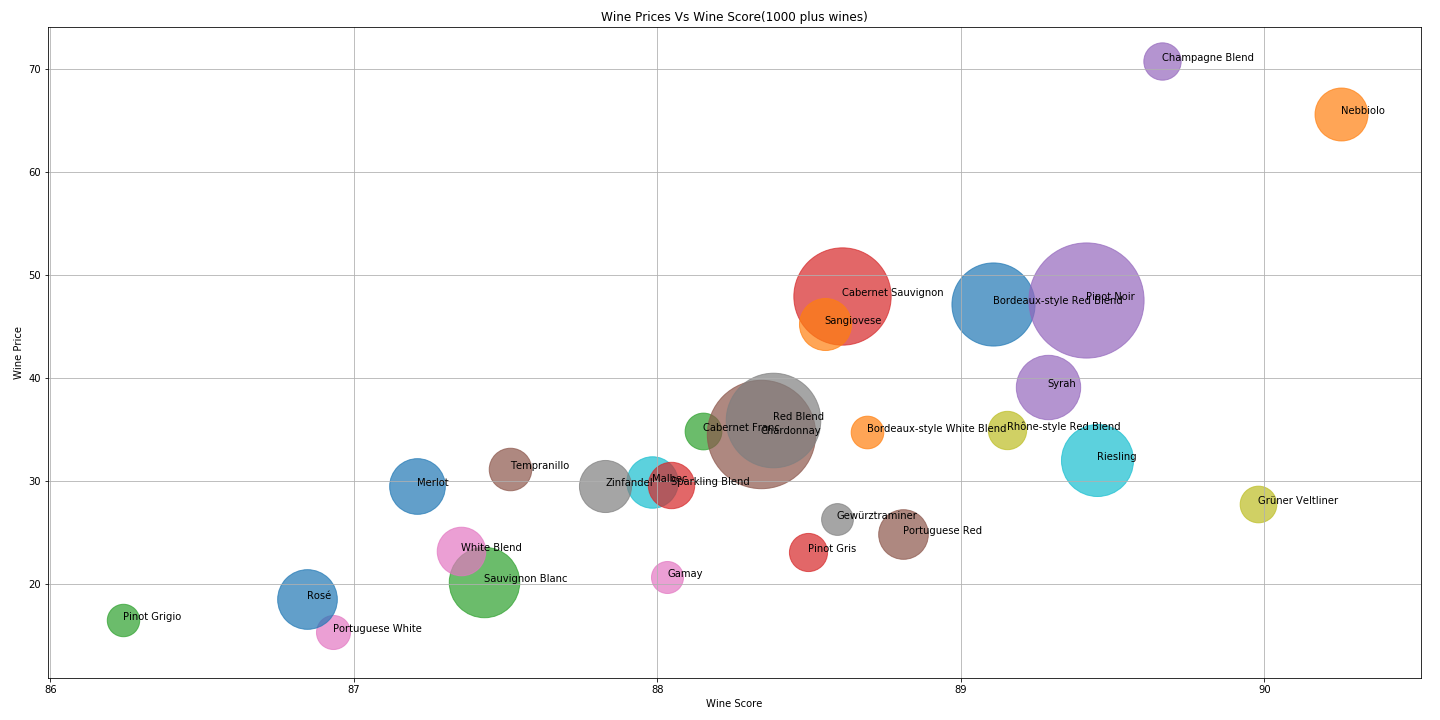 Wine Prices Vs Wine Score(1000 plus wines)
70
60
50
40
30
20
Wine Price
Champagne Blend
Nebbiolo
Cabernet Sauvignon
Bordeaux-style Red Blend
Pinot Noir
Sangiovese
Syrah
Red Blend
Cabernet Franc
Chardonnay
Bordeaux-style White Blend
Rhône-style Red Blend
Riesling
Tempranillo
Merlot
Zinfandel
Malbec
Sparkling Blend
Grüner Veltliner
Gewürztraminer
Portuguese Red
White Blend
Pinot Gris
Sauvignon Blanc
Gamay
Rosé
Pinot Grigio
Portuguese White
86
87
88
89
90
Wine Score